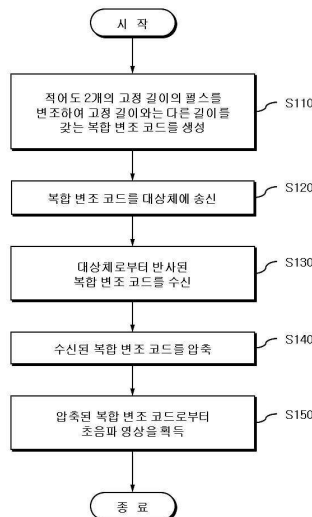 시 작
적어도 2개의 고정 길이의 펄스를
변조하여 고정 길이와는 다른 길이를
갖는 복합 변조 코드를 생성
S110
복합 변조 코드를 대상체에 송신
S120
대상체로부터 반사된
복합 변조 코드를 수신
S130
수신된 복합 변조 코드를 압축
S140
압축된 복합 변조 코드로부터
초음파 영상을 획득
S150
종 료